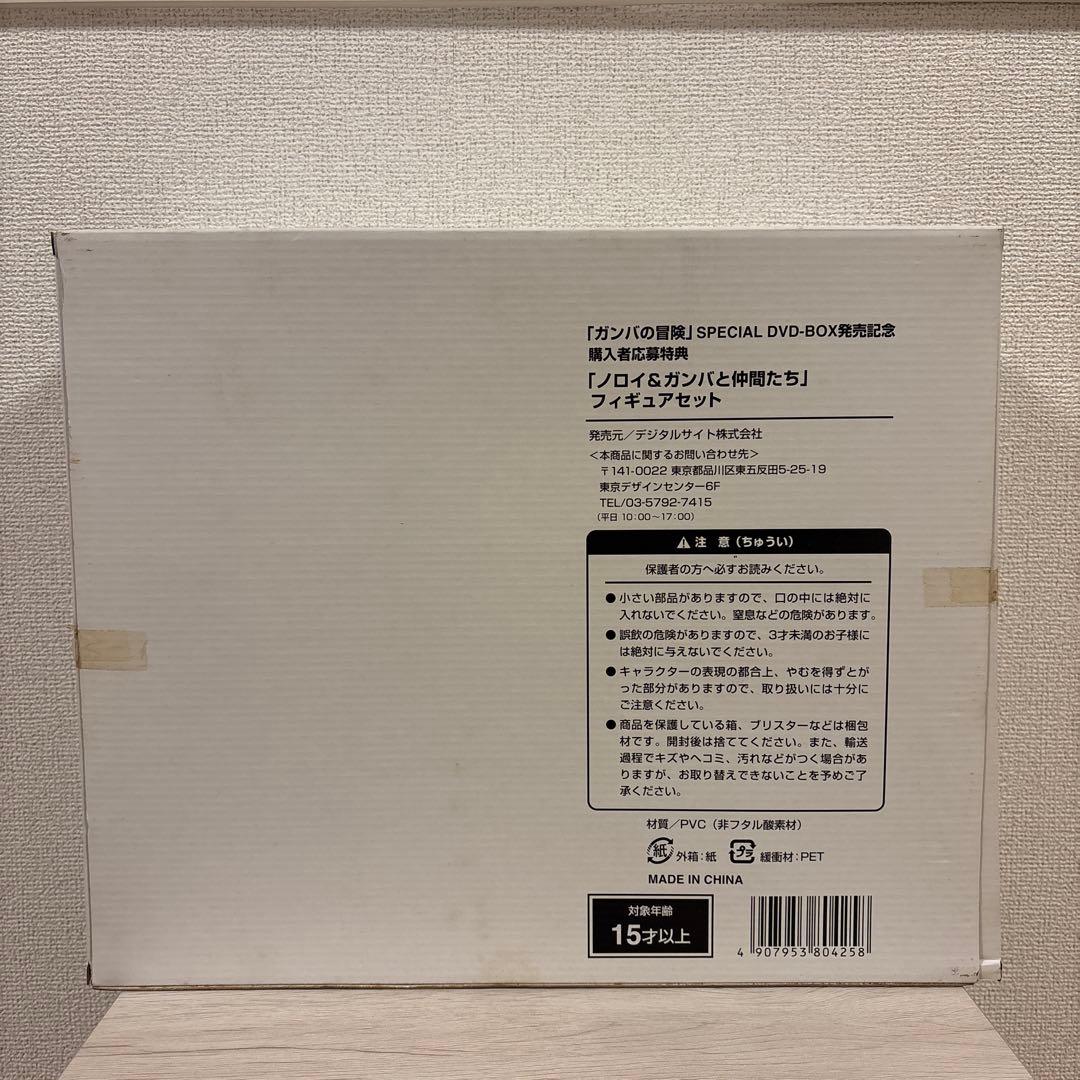 「ガンバの冒険」SPECIAL DVD-BOX発売記念
購入者応募特典
「ノロイ&ガンバと仲間たち」
フィギュアセット
発売元/デジタルサイト株式会社
<本商品に関するお問い合わせ先>
〒141-0022 東京都品川区東五反田5-25-19
東京デザインセンター6F
TEL/03-5792-7415
(平日 10:00〜17:00)
注 意(ちゅうい)
保護者の方へ必ずお読みください。
●小さい部品がありますので、口の中には絶対に
入れないでください。窒息などの危険があります。
●誤飲の危険がありますので、3才未満のお子様に
は絶対に与えないでください。
●キャラクターの表現の都合上、やむを得ずとが
った部分がありますので、取り扱いには十分に
ご注意ください。
●商品を保護している箱、ブリスターなどは梱包
材です。開封後は捨ててください。また、輸送
過程でキズやヘコミ、汚れなどがつく場合があ
りますが、お取り替えできないことを予めご了
承ください。
材質/PVC(非フタル酸素材)
紙 外箱:紙 プラ 緩衝材:PET
MADE IN CHINA
対象年齢
15才以上
4 907953 804258